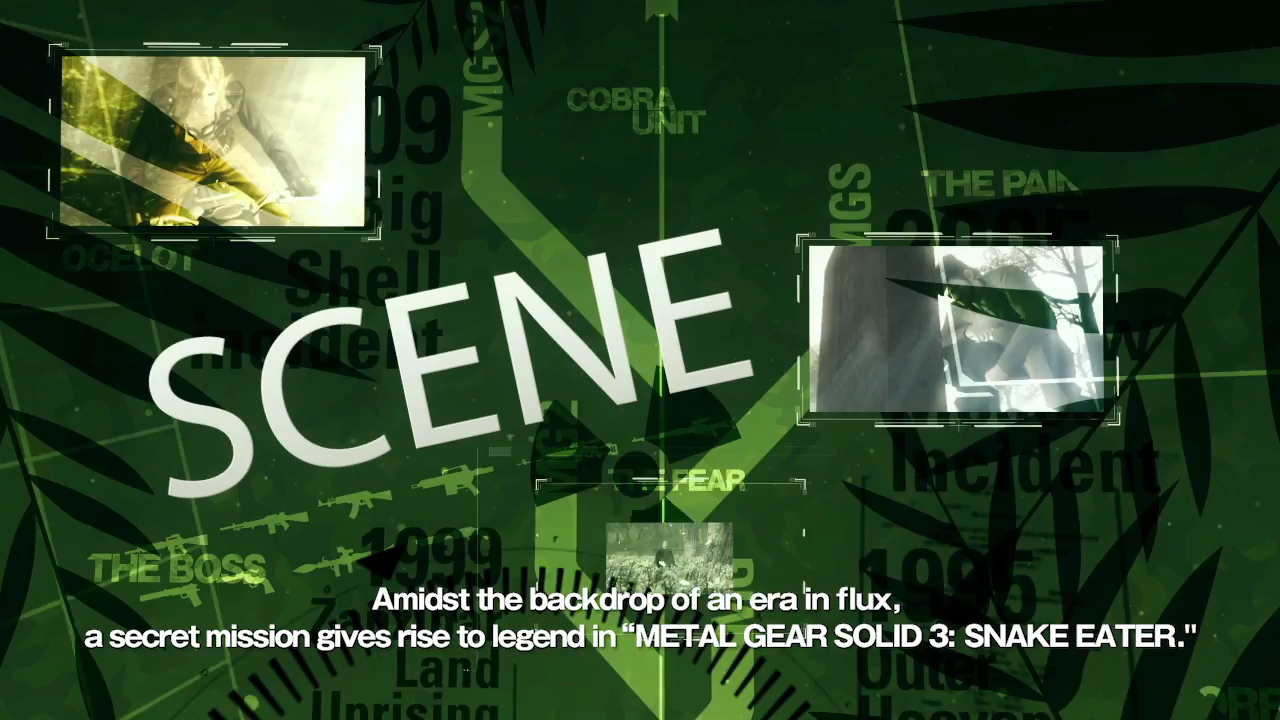 MGS
COBRA
UNIT
09
Big
Shell
incident
OCELOT
MGS
THE PAIN
SCENE
Incident
THE FEAR
THE BOSS
1999
1995
Amidst the backdrop of an era in flux,
a secret mission gives rise to legend in “METAL GEAR SOLID 3: SNAKE EATER."
Land
Uprising
Outer
Heaven